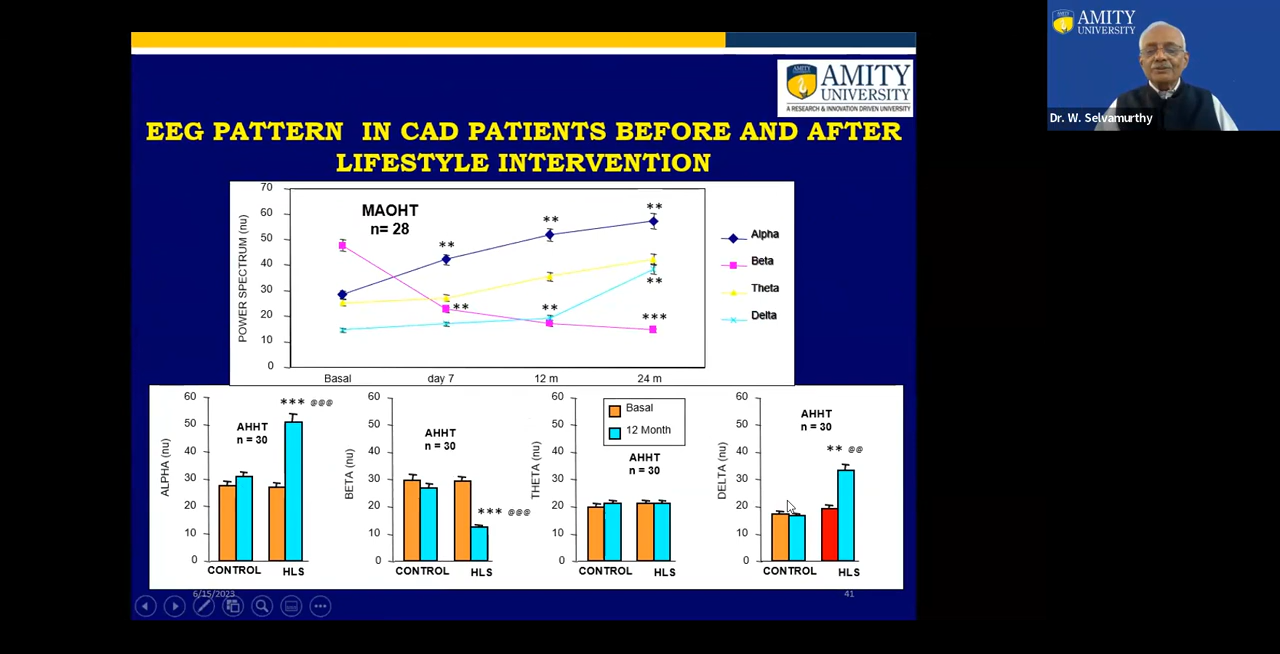 AMITY
UNIVERSITY
Dr. W. Selvamurthy
AMITY
UNIVERSITY
A RESEARCH & INNOVATION DRIVEN UNIVERSITY
EEG PATTERN IN CAD PATIENTS BEFORE AND AFTER
LIFESTYLE INTERVENTION
POWER SPECTRUM (nu)
70
60
50
40
30
20
10
0
MAOHT
n= 28
**
**
**
**
**
**
***
Alpha
Beta
Theta
Delta
Basal day 7 12 m 24 m
ALPHA (nu)
60
50
40
30
20
10
0
AHHT
n = 30
*** @@@
CONTROL HLS
BETA (nu)
60
50
40
30
20
10
0
AHHT
n = 30
*** @@@
CONTROL HLS
THETA (nu)
60
50
40
30
20
10
0
Basal
12 Month
AHHT
n = 30
CONTROL HLS
DELTA (nu)
60
50
40
30
20
10
0
AHHT
n = 30
** @@
CONTROL HLS
6/15/2023
41